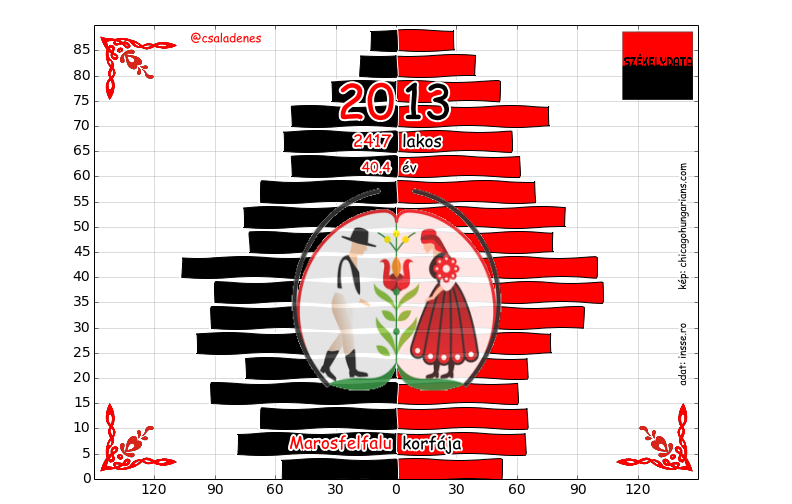 @csaladenes
SZÉKELYDATA
2013
2417 lakos
40.4 év
kép: chicagohungarians.com
adat: insse.ro
Marosfelfalu korfája
85
80
75
70
65
60
55
50
45
40
35
30
25
20
15
10
5
0
120 90 60 30 0 30 60 90 120